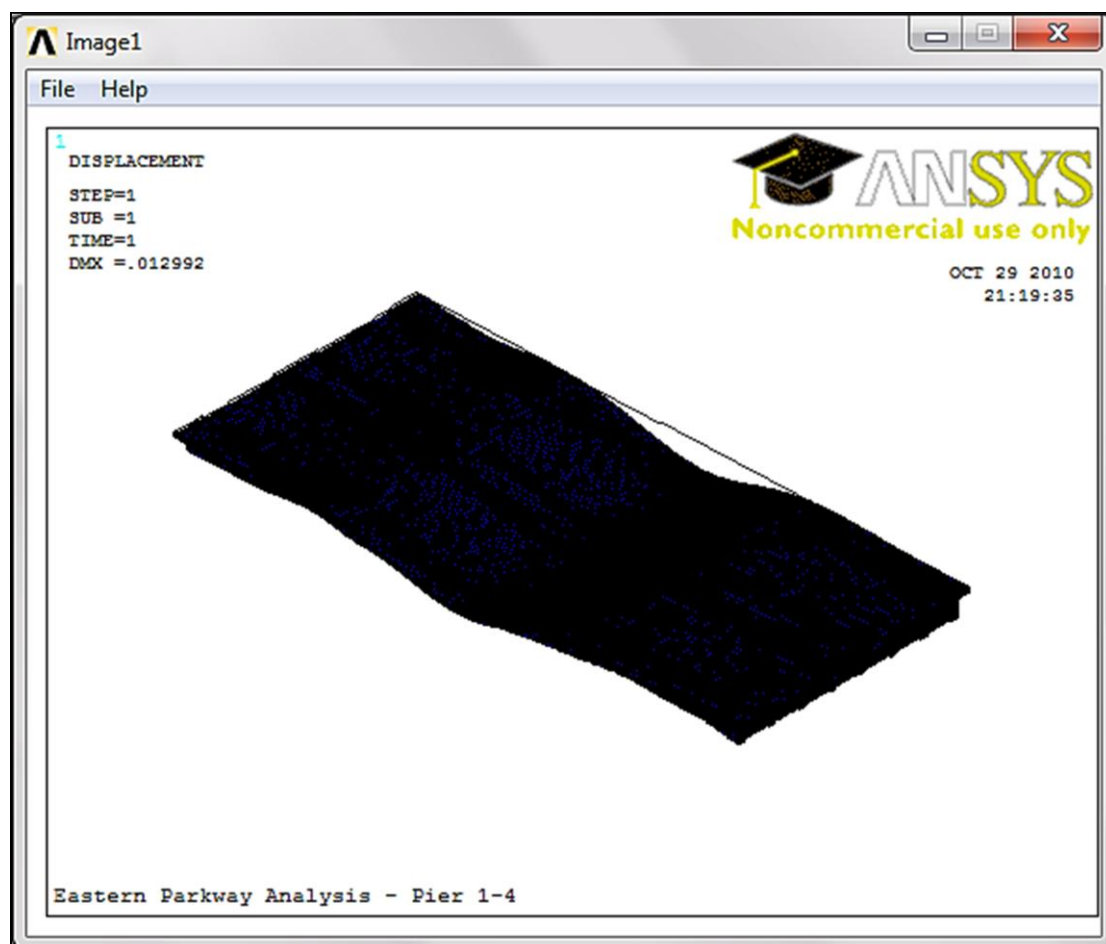 Image1
File Help
1
DISPLACEMENT
STEP=1
SUB =1
TIME=1
DMX =.012992
ANSYS
Noncommercial use only
OCT 29 2010
21:19:35
Eastern Parkway Analysis - Pier 1-4